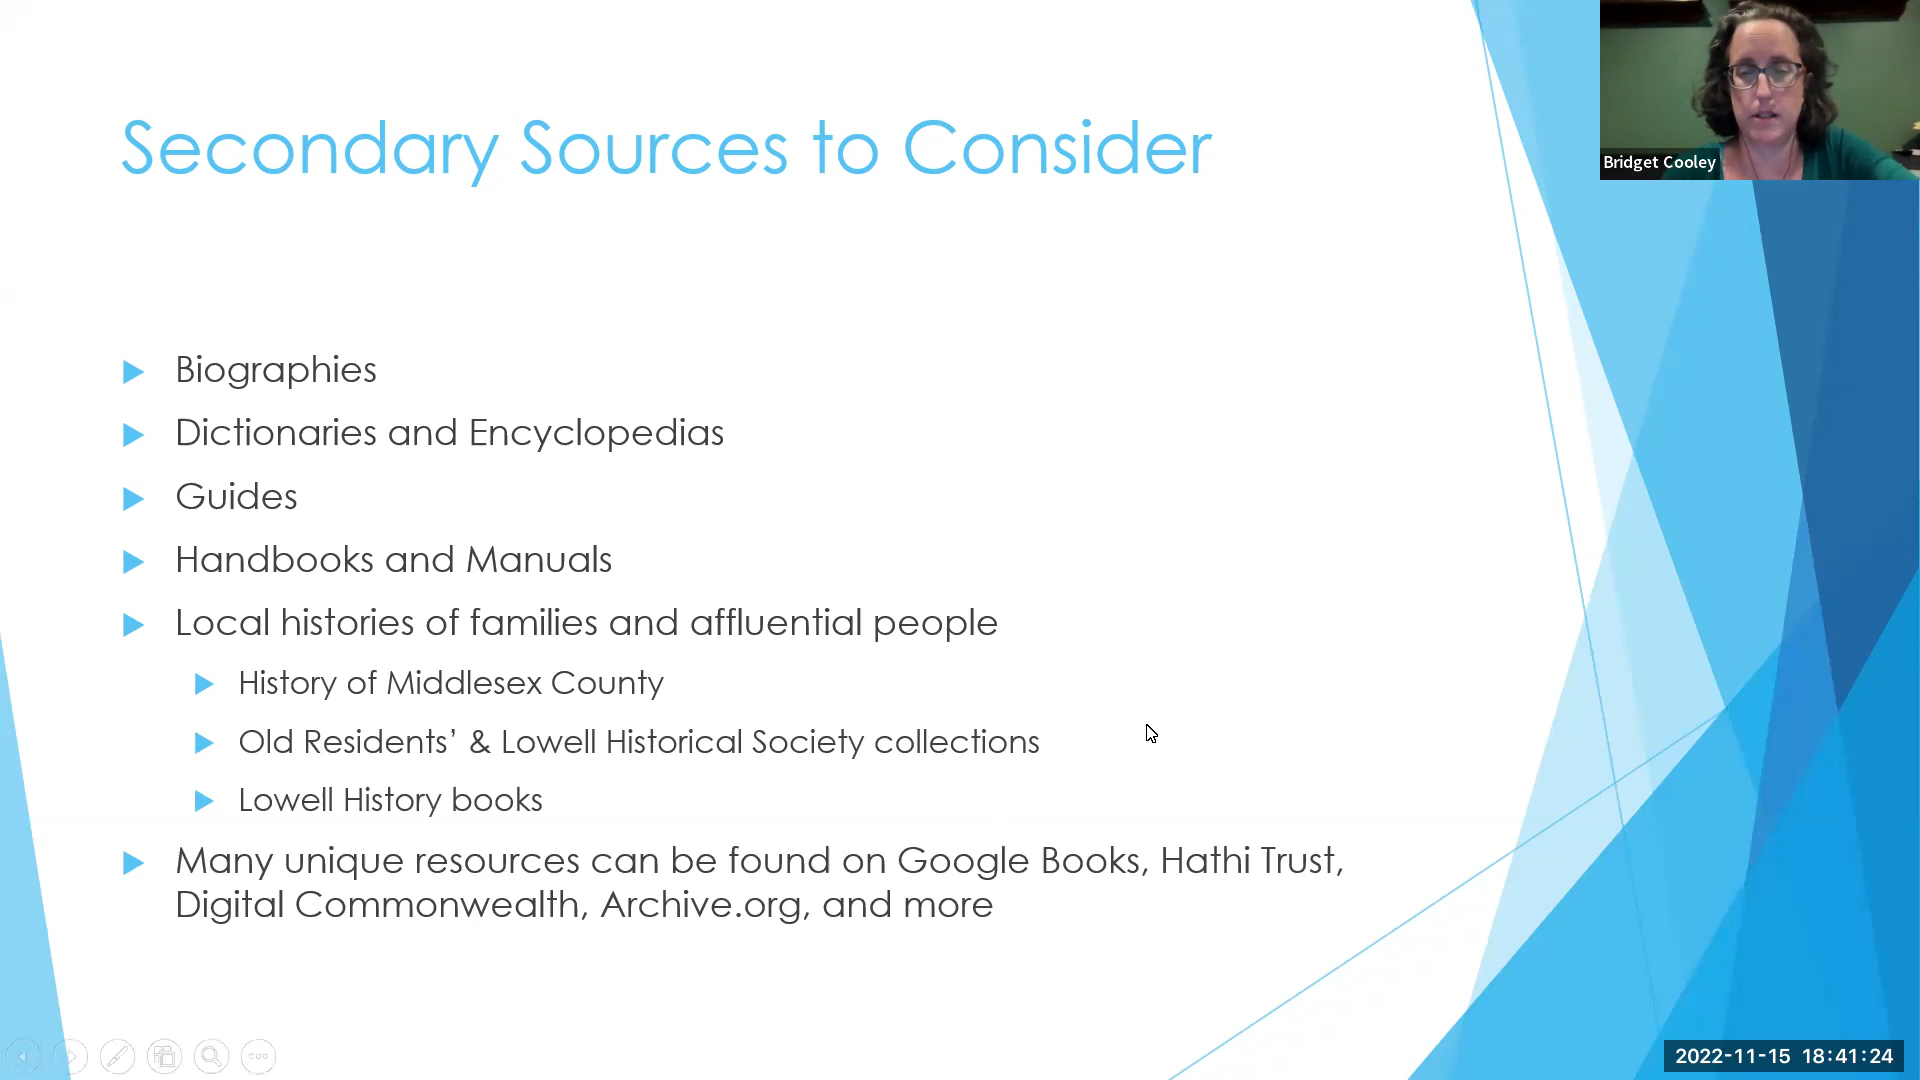 Secondary Sources to Consider
Bridget Cooley
Biographies
Dictionaries and Encyclopedias
Guides
Handbooks and Manuals
Local histories of families and affluential people
History of Middlesex County
Old Residents’ & Lowell Historical Society collections
Lowell History books
Many unique resources can be found on Google Books, Hathi Trust,
Digital Commonwealth, Archive.org, and more
2022-11-15 18:41:24